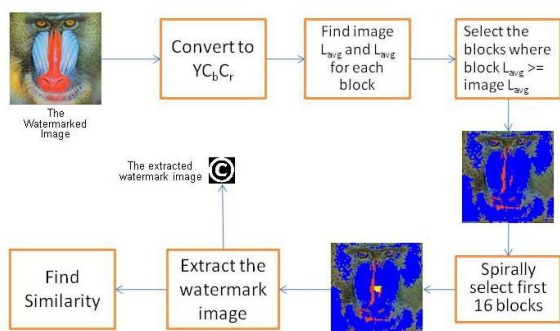 The
Watermarked
Image
Convert to
YCbCr
Find image
Lavg and Lavg
for each
block
Select the
blocks where
block Lavg >=
image Lavg
The extracted
watermark image
©
Find
Similarity
Extract the
watermark
image
Spirally
select first
16 blocks